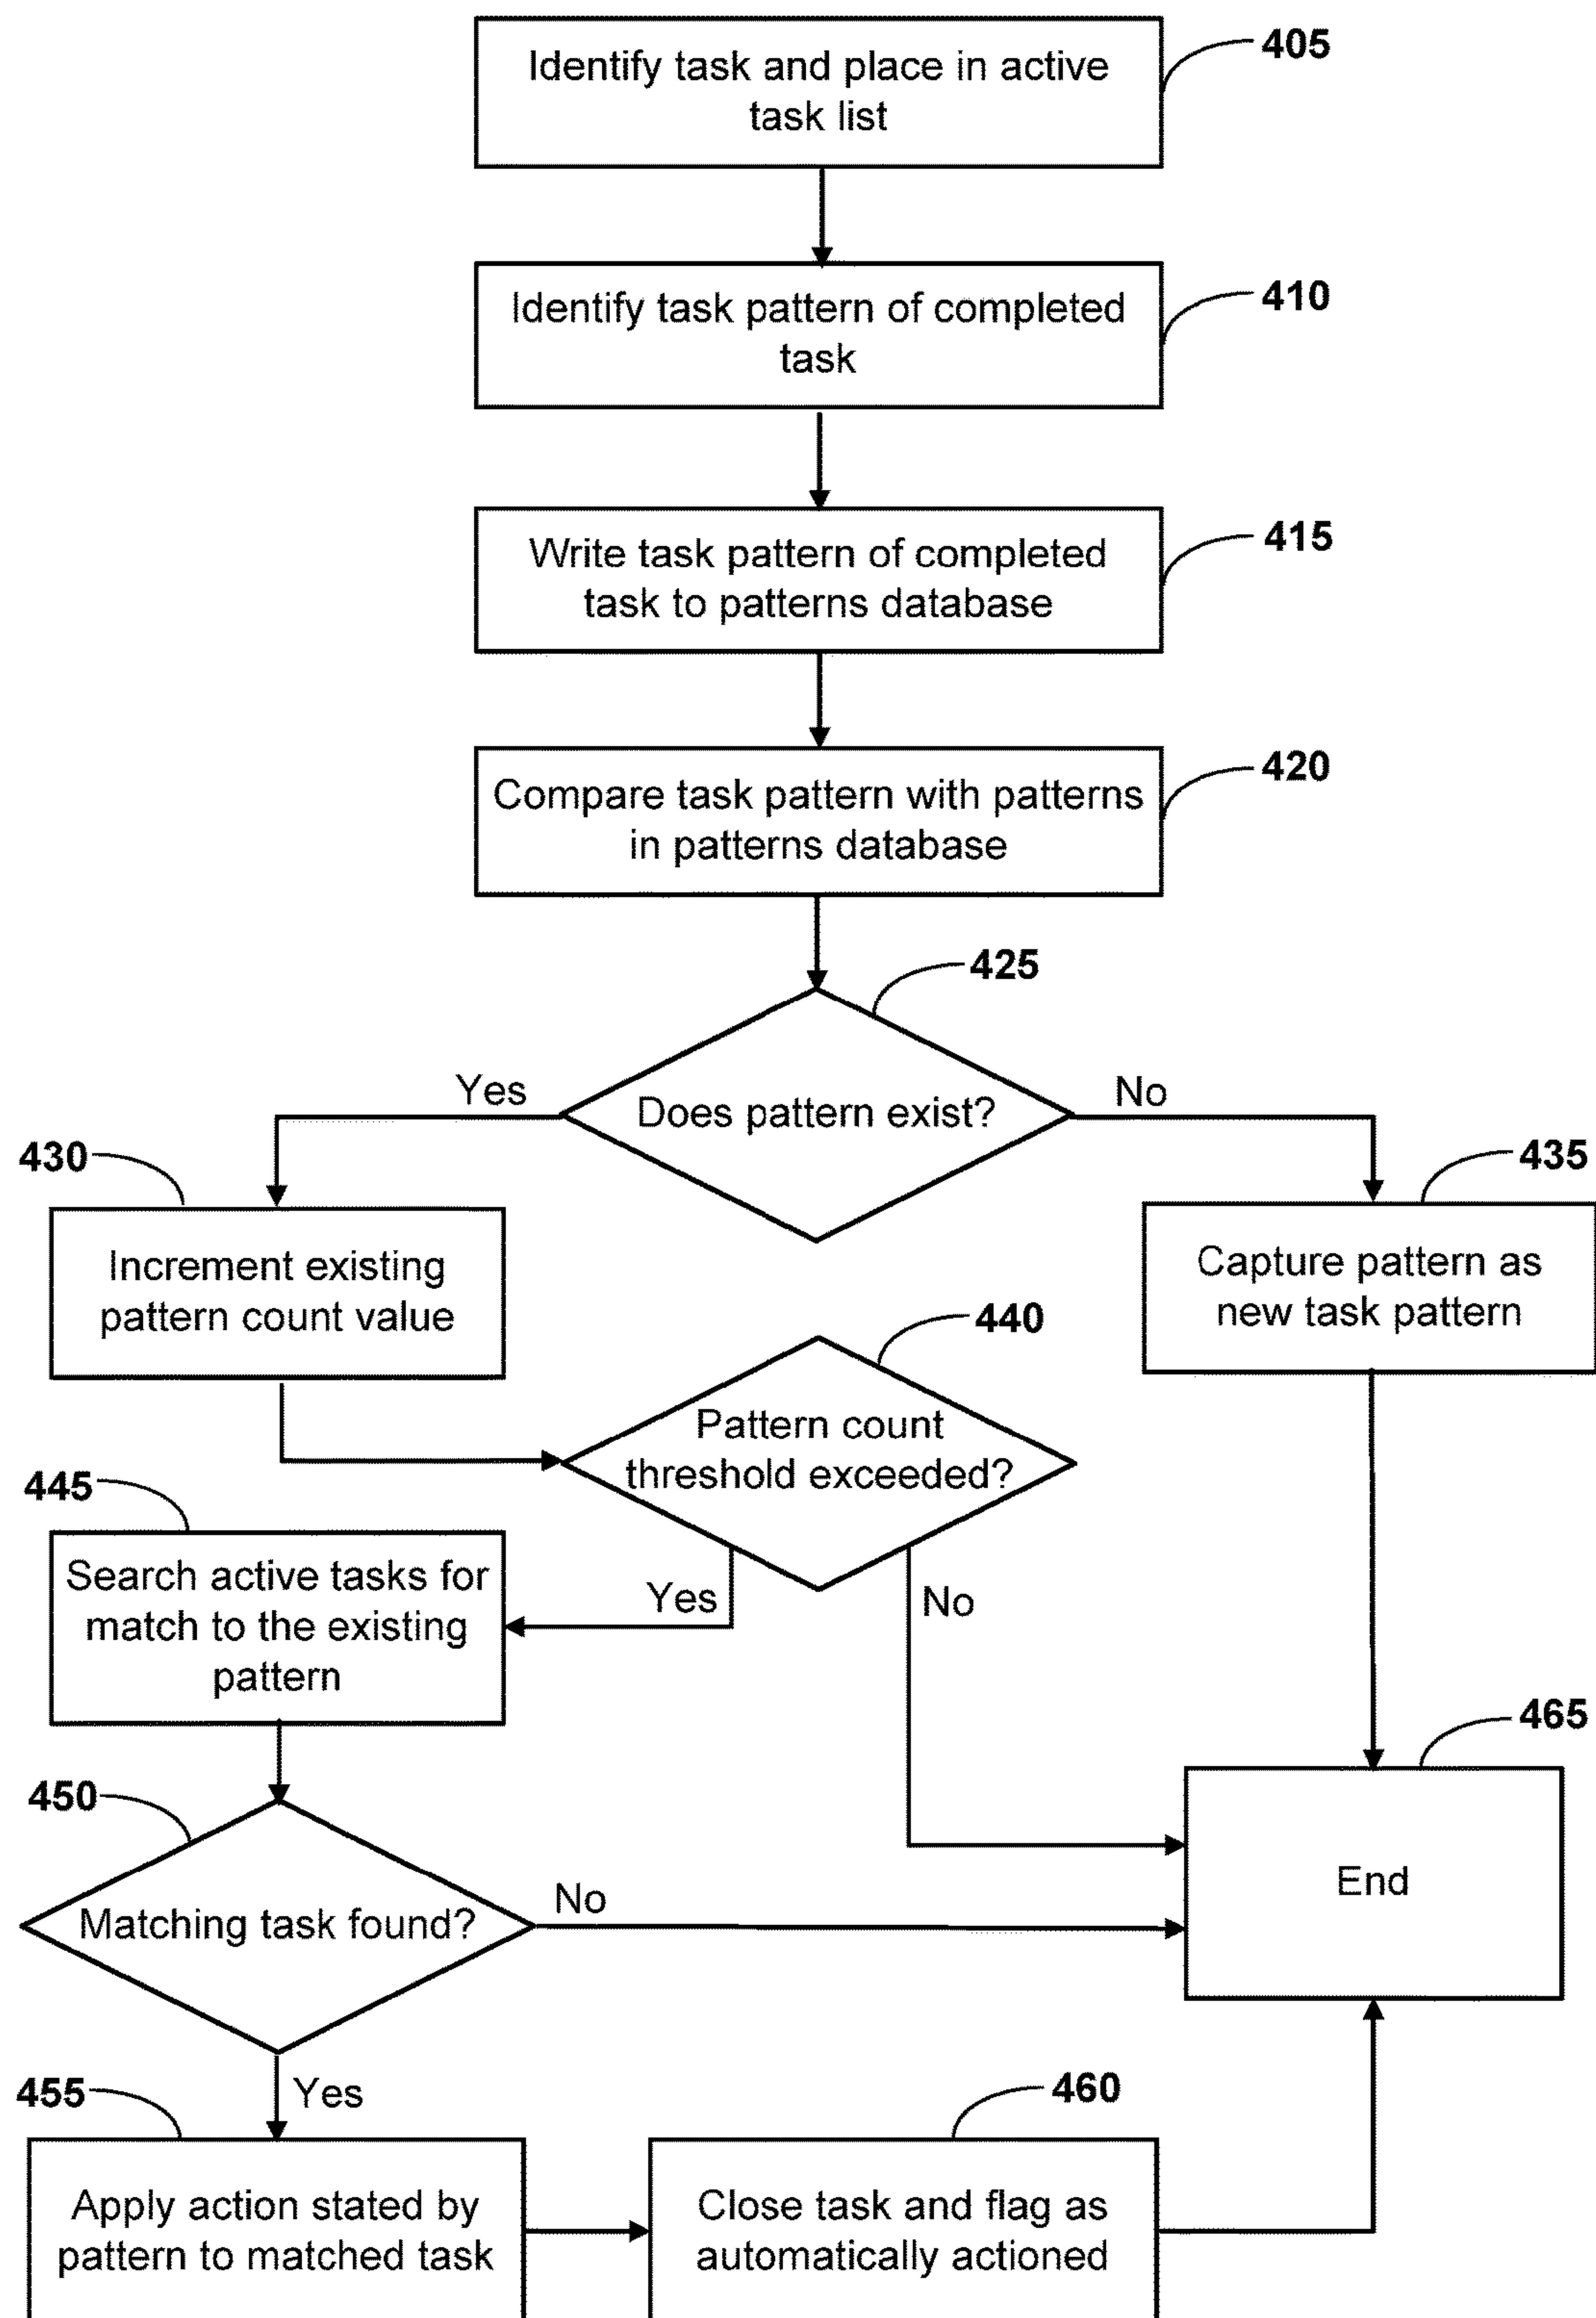 405
Identify task and place in active
task list
410
Identify task pattern of completed
task
415
Write task pattern of completed
task to patterns database
420
Compare task pattern with patterns
in patterns database
425
Yes
Does pattern exist?
No
430
435
Increment existing
pattern count value
Capture pattern as
new task pattern
440
Pattern count
threshold exceeded?
445
Search active tasks for
match to the existing
pattern
Yes
No
465
450
End
Matching task found?
No
455
Yes
460
Apply action stated by
pattern to matched task
Close task and flag as
automatically actioned